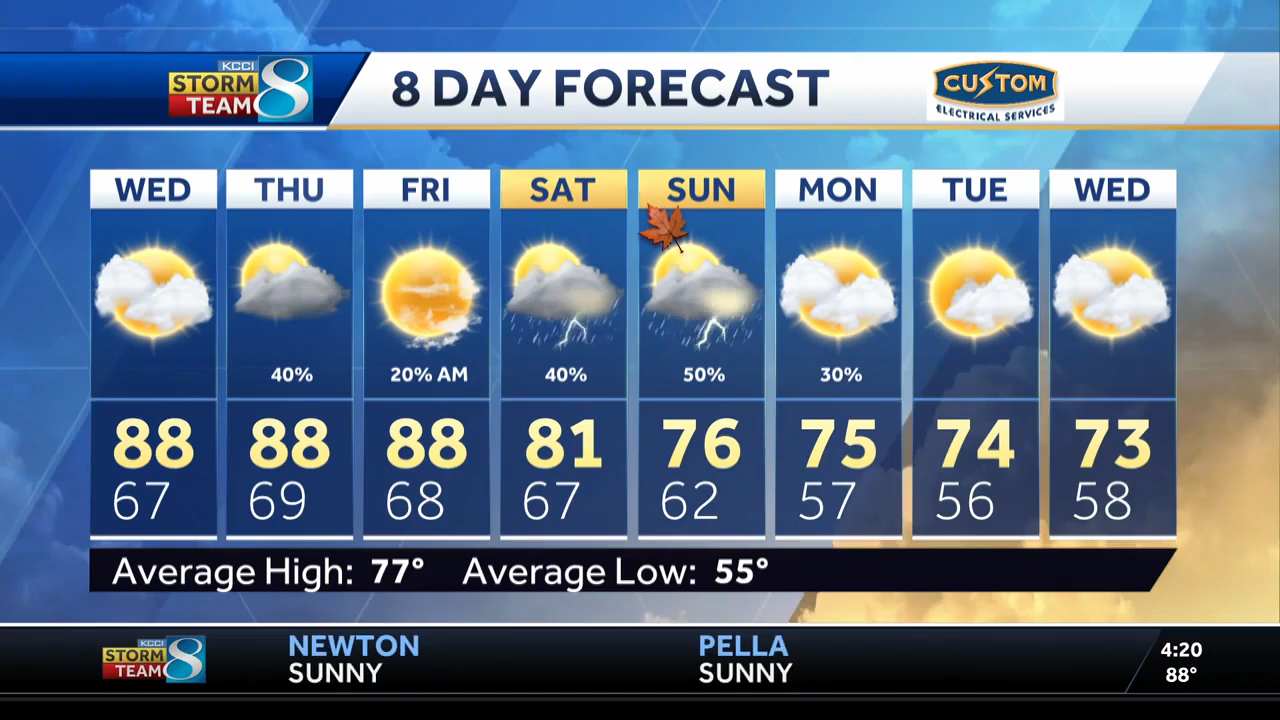 KCCI
STORM
TEAM 8
8 DAY FORECAST
CUSTOM
ELECTRICAL SERVICES
WED THU FRI SAT SUN MON TUE WED
40% 20% AM 40% 50% 30%
88 88 88 81 76 75 74 73
67 69 68 67 62 57 56 58
Average High: 77° Average Low: 55°
KCCI
STORM
TEAM 8
NEWTON PELLA 4:20
SUNNY SUNNY 88°